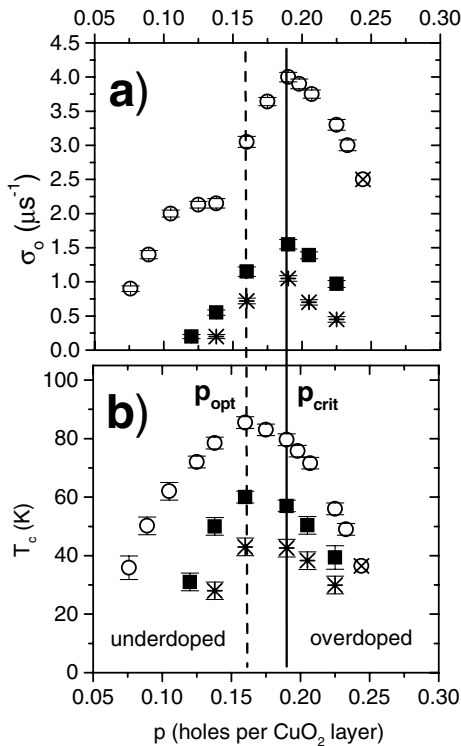 0.05 0.10 0.15 0.20 0.25 0.30
4.5
a)
4.0
3.5
3.0
2.5
2.0
1.5
1.0
0.5
0.0
σo (μs-1)
100
b)
popt
pcrit
80
60
40
20
0
Tc (K)
underdoped
overdoped
0.05 0.10 0.15 0.20 0.25 0.30
p (holes per CuO2 layer)